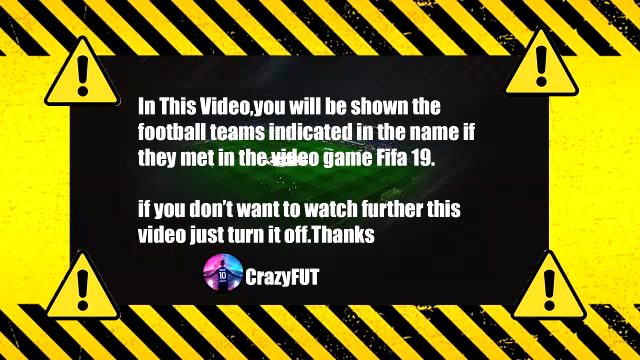 In This Video,you will be shown the
football teams indicated in the name if
they met in the video game Fifa 19.
if you don't want to watch further this
video just turn it off.Thanks
10
CrazyFUT